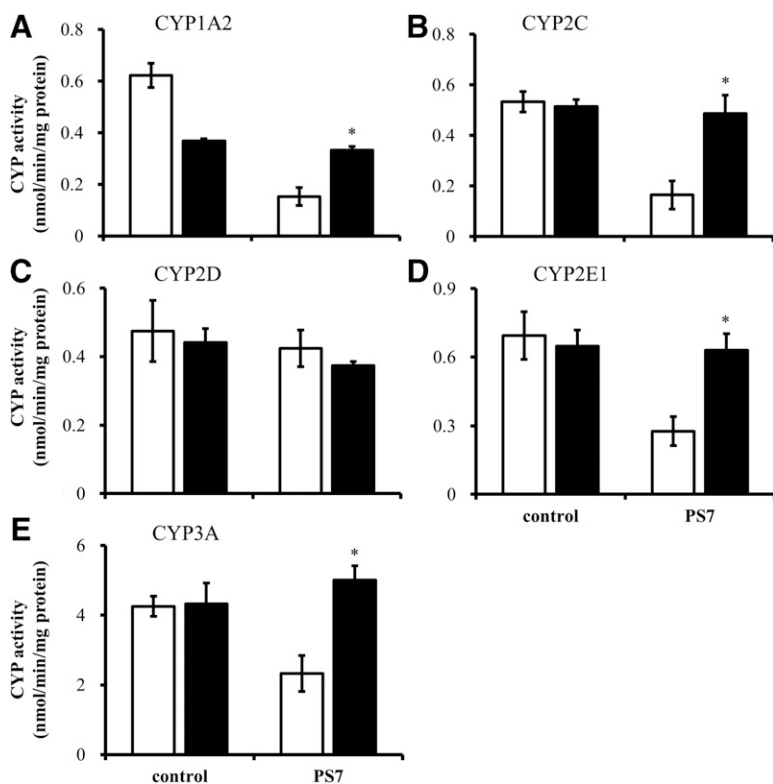 A
CYP1A2
CYP activity
(nmol/min/mg protein)
0.8
0.6
0.4
0.2
0
*
B
CYP2C
0.8
0.6
0.4
0.2
0
*
C
CYP2D
CYP activity
(nmol/min/mg protein)
0.6
0.4
0.2
0
D
CYP2E1
0.9
0.6
0.3
0
*
control
PS7
E
CYP3A
CYP activity
(nmol/min/mg protein)
6
4
2
0
*
control
PS7